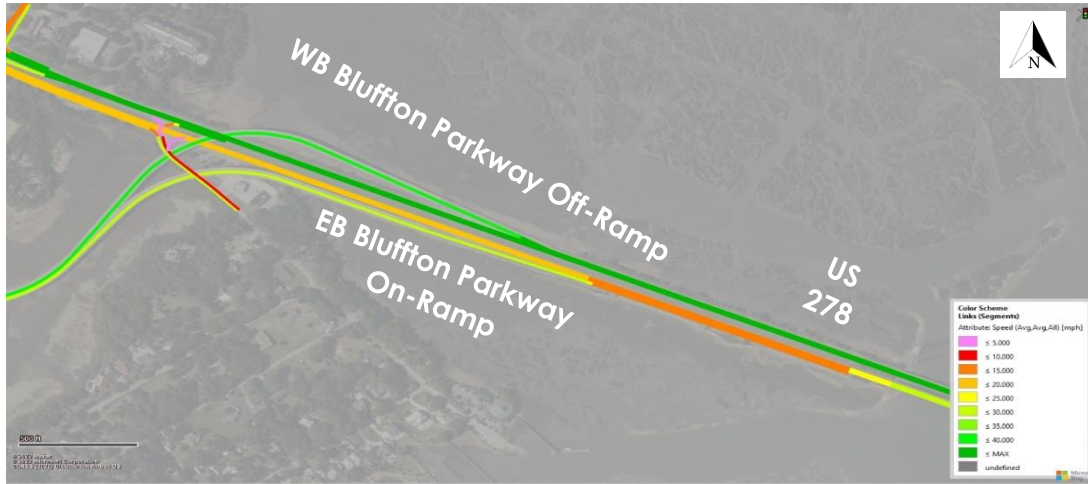 N
WB Bluffton Parkway Off-Ramp
EB Bluffton Parkway
On-Ramp
US
278
Color Scheme
Links (Segments)
Attribute: Speed (Avg,Avg,All) [mph]
≤ 5.000
≤ 10.000
≤ 15.000
≤ 20.000
≤ 25.000
≤ 30.000
≤ 35.000
≤ 40.000
≤ MAX
undefined
500 ft